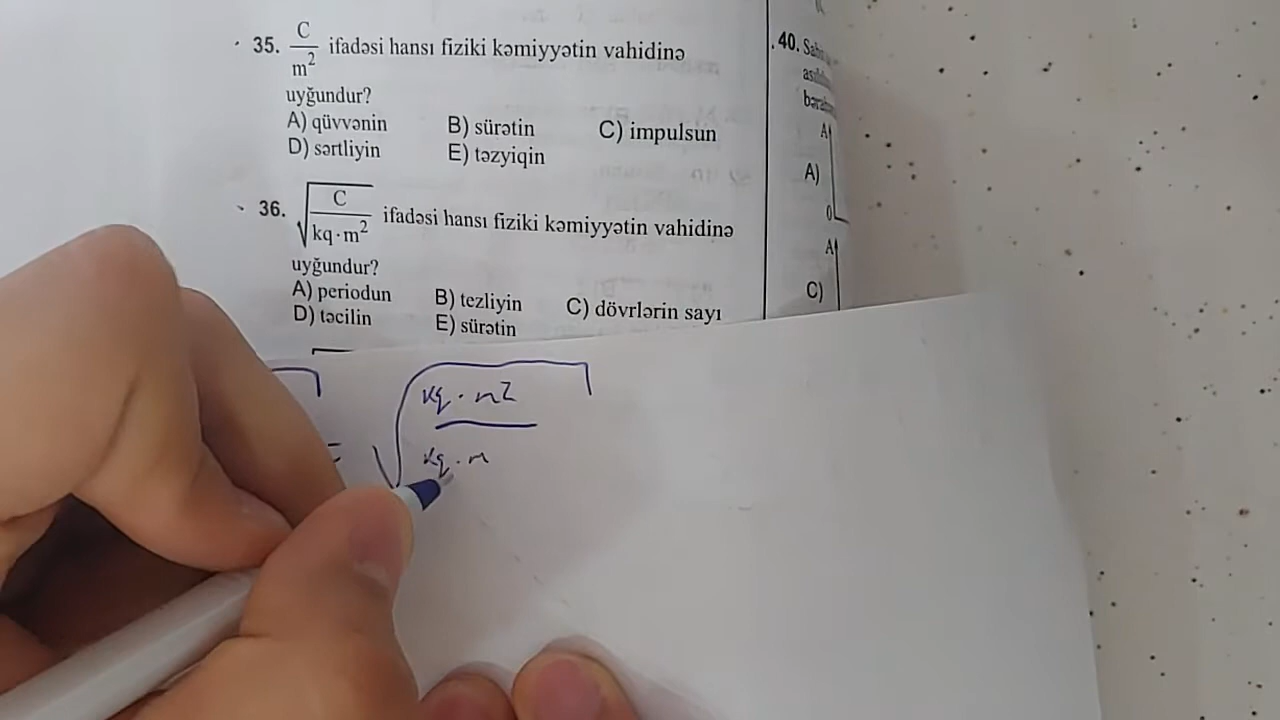 35. C/m² ifadəsi hansı fiziki kəmiyyətin vahidinə
uyğundur?
A) qüvvənin B) sürətin C) impulsun
D) sərtliyin E) təzyiqin
36. √(C/kq·m²) ifadəsi hansı fiziki kəmiyyətin vahidinə
uyğundur?
A) periodun B) tezliyin C) dövrlərin sayı
D) təcilin E) sürətin
40.
A
A)
0
A
C)
=
kq · m2
kq · m